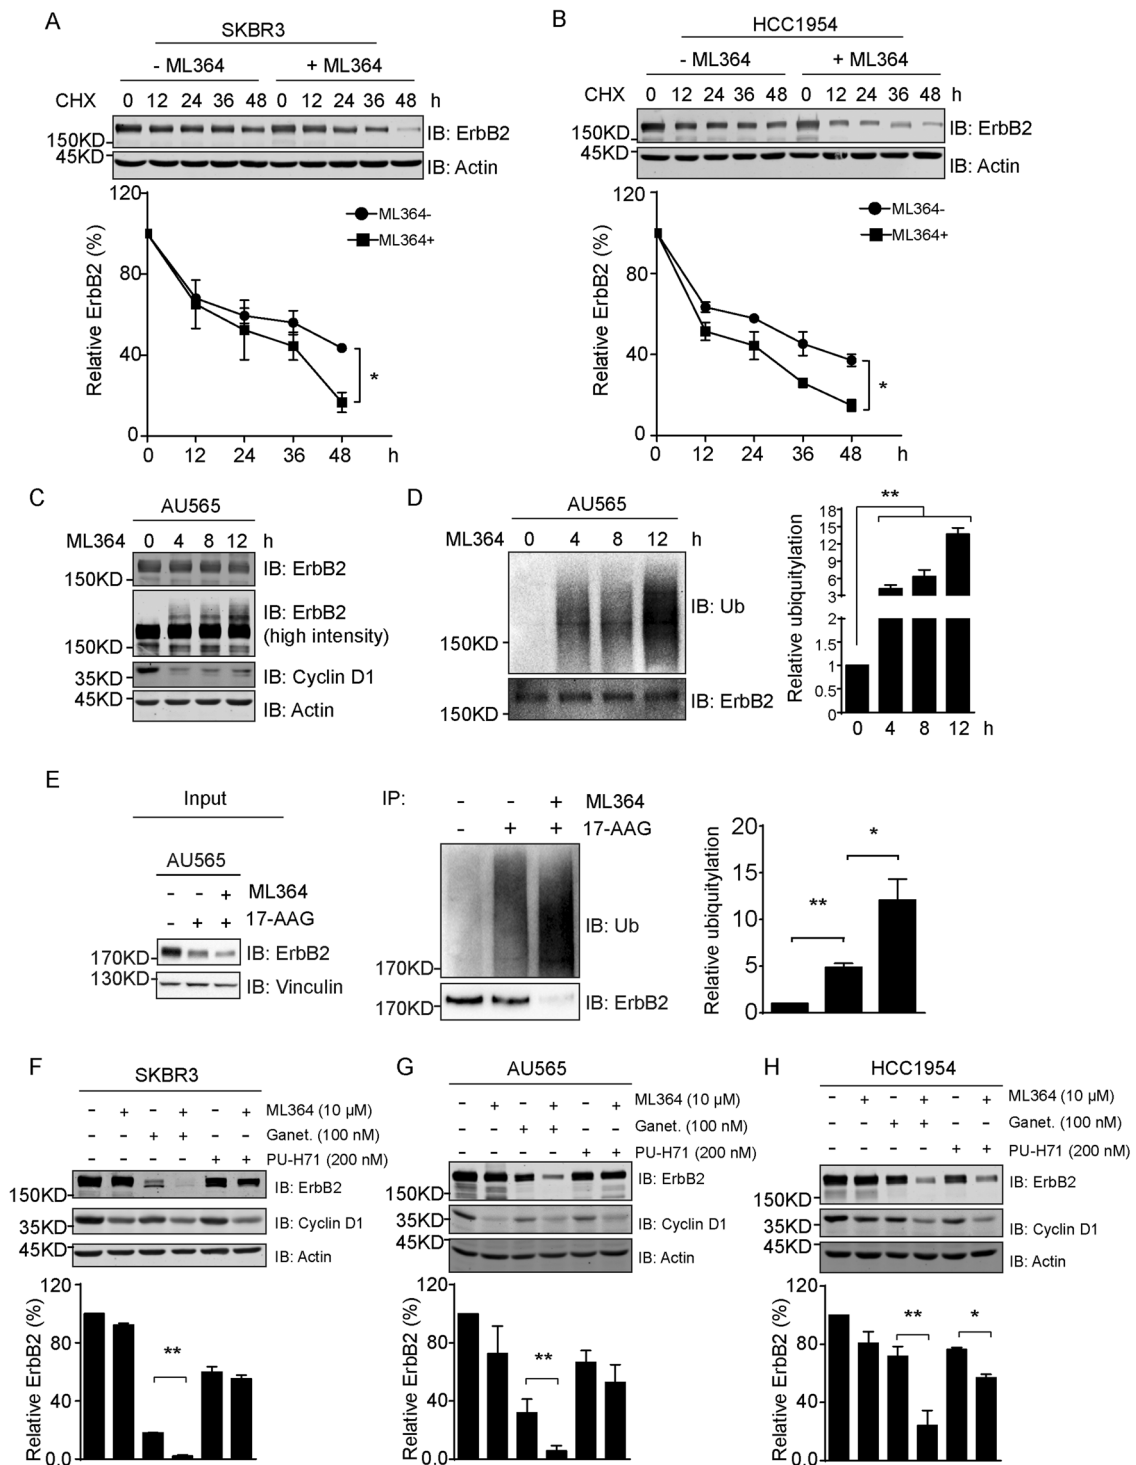 A
SKBR3
- ML364 + ML364
CHX 0 12 24 36 48 0 12 24 36 48 h
150KD IB: ErbB2
45KD IB: Actin
120
80
40
0
Relative ErbB2 (%)
ML364-
ML364+
*
0 12 24 36 48 h
B
HCC1954
- ML364 + ML364
CHX 0 12 24 36 48 0 12 24 36 48 h
150KD IB: ErbB2
45KD IB: Actin
120
80
40
0
Relative ErbB2 (%)
ML364-
ML364+
*
0 12 24 36 48 h
C
AU565
ML364 0 4 8 12 h
150KD IB: ErbB2
IB: ErbB2
(high intensity)
150KD
35KD IB: Cyclin D1
45KD IB: Actin
D
AU565
ML364 0 4 8 12 h
IB: Ub
150KD
150KD IB: ErbB2
Relative ubiquitylation
**
18
15
12
9
6
3
2
1.5
1
0.5
0
0 4 8 12 h
E
Input
AU565
- - + ML364
- + + 17-AAG
170KD IB: ErbB2
130KD IB: Vinculin
IP:
- - + ML364
- + + 17-AAG
IB: Ub
170KD
170KD IB: ErbB2
Relative ubiquitylation
20
15
10
5
0
**
*
F
SKBR3
- + - + - + ML364 (10 µM)
- - + + - - Ganet. (100 nM)
- - - - + + PU-H71 (200 nM)
150KD IB: ErbB2
35KD IB: Cyclin D1
45KD IB: Actin
120
80
40
0.0
Relative ErbB2 (%)
**
G
AU565
- + - + - + ML364 (10 µM)
- - + + - - Ganet. (100 nM)
- - - - + + PU-H71 (200 nM)
150KD IB: ErbB2
35KD IB: Cyclin D1
45KD IB: Actin
120
80
40
0.0
Relative ErbB2 (%)
**
H
HCC1954
- + - + - + ML364 (10 µM)
- - + + - - Ganet. (100 nM)
- - - - + + PU-H71 (200 nM)
150KD IB: ErbB2
35KD IB: Cyclin D1
45KD IB: Actin
120
80
40
0.0
Relative ErbB2 (%)
**
*